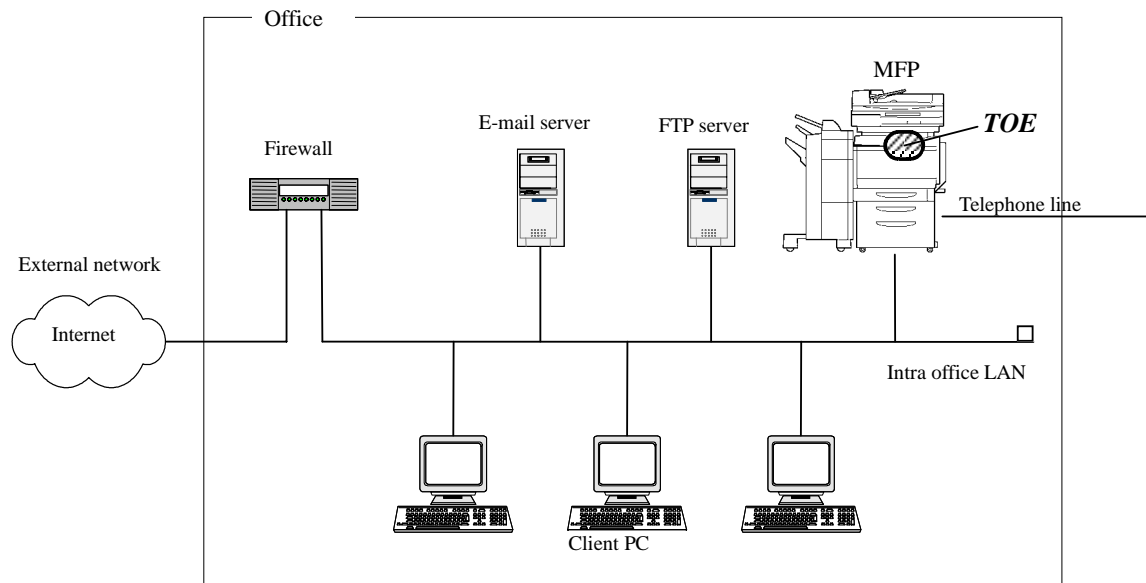 Office
MFP
TOE
E-mail server
FTP server
Firewall
Telephone line
External network
Internet
Intra office LAN
Client PC